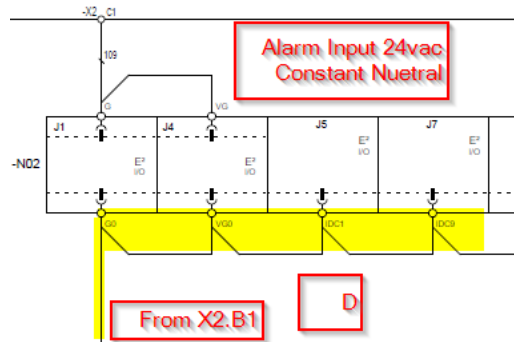 -X2 C1
Alarm Input 24vac
Constant Nuetral
109
G VG
J1 J4 J5 J7
-N02
E² E² E² E²
I/O I/O I/O I/O
G0 VG0 IDC1 IDC9
From X2.B1
D